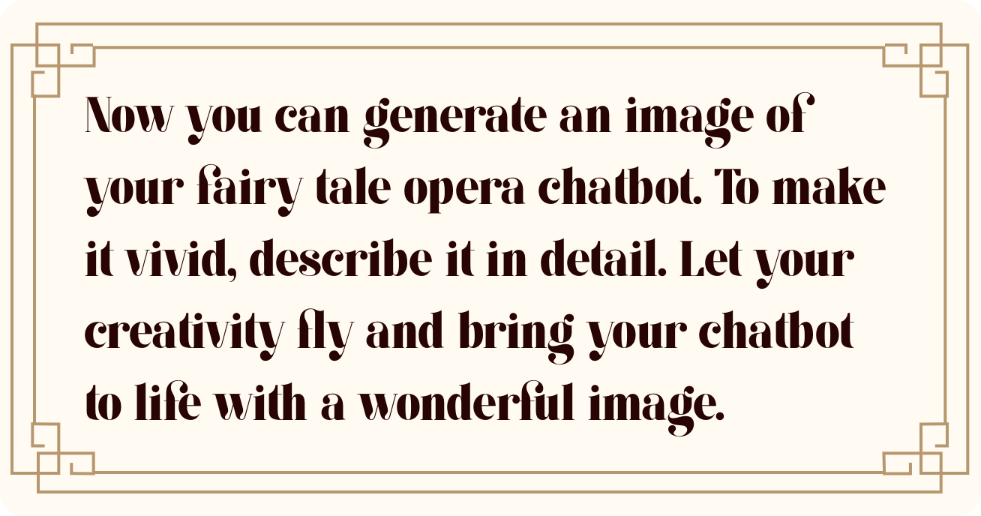 Now you can generate an image of
your fairy tale opera chatbot. To make
it vivid, describe it in detail. Let your
creativity fly and bring your chatbot
to life with a wonderful image.